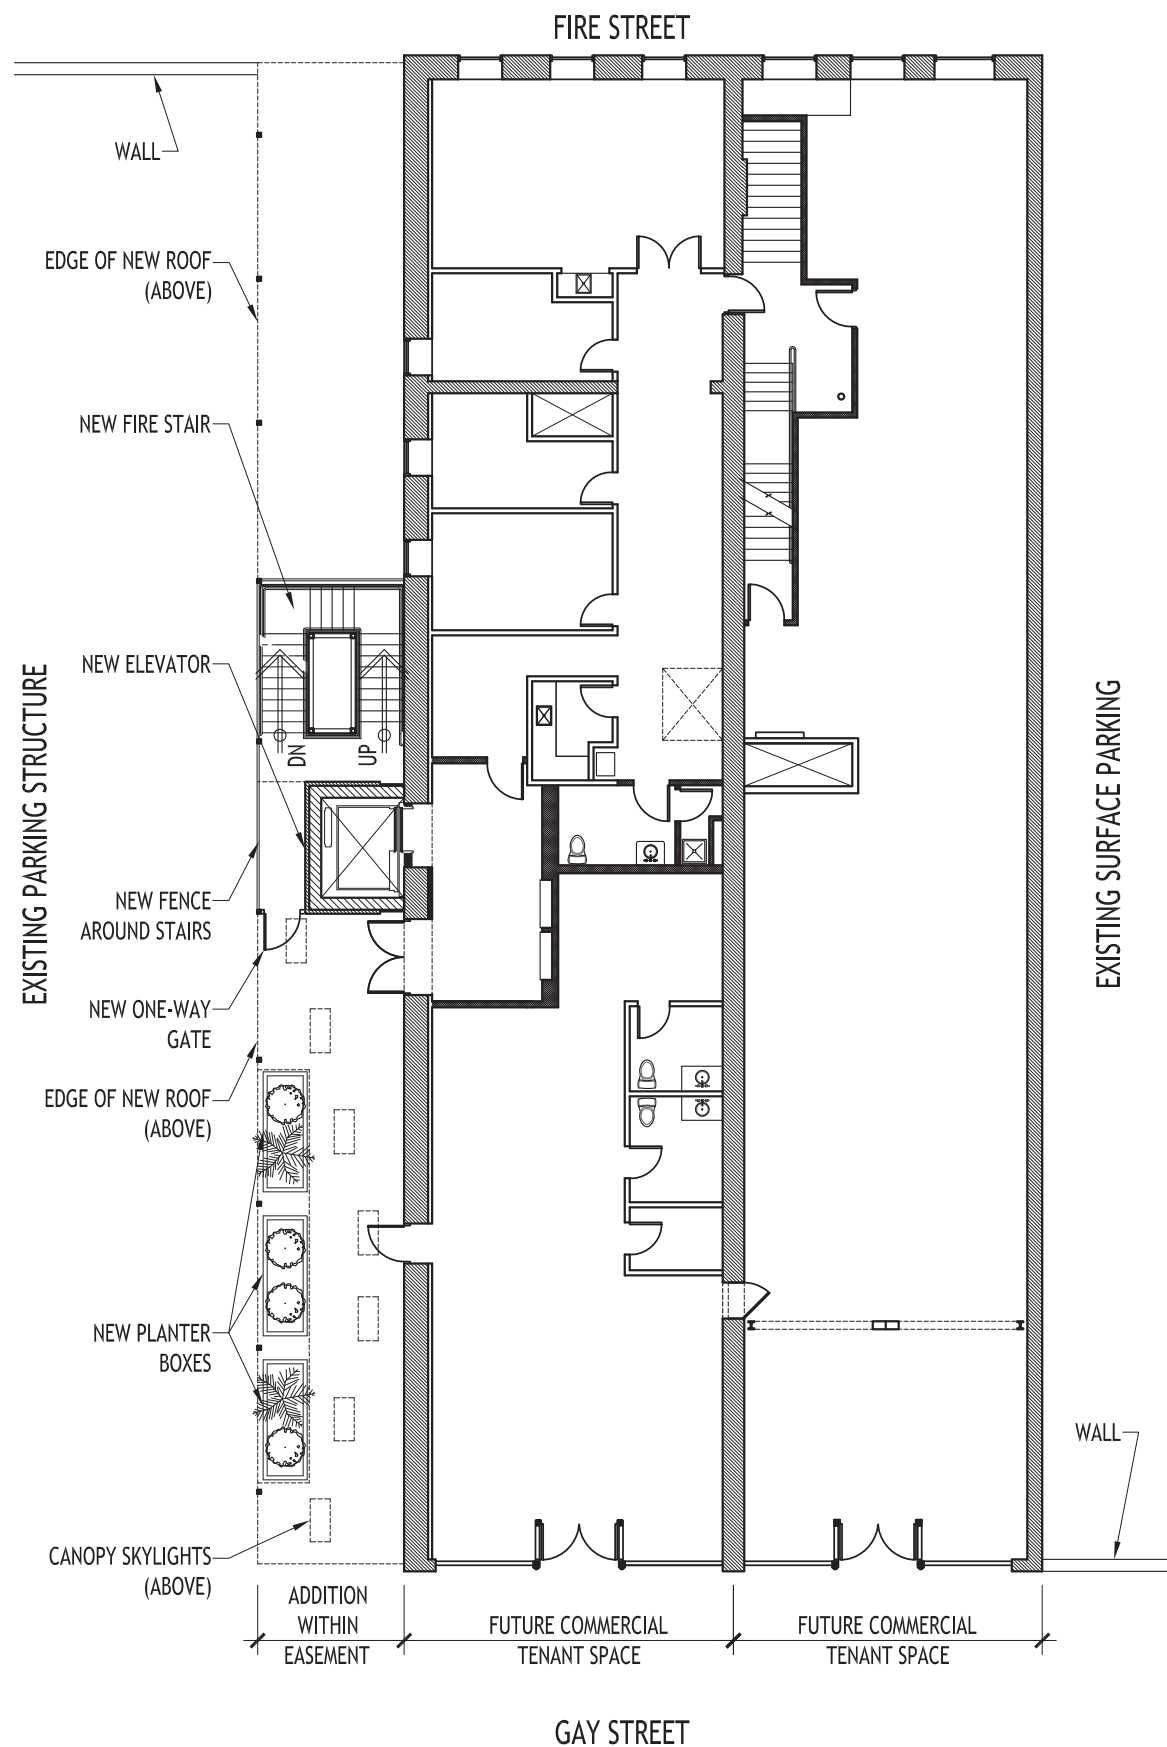 FIRE STREET
WALL
EDGE OF NEW ROOF
(ABOVE)
NEW FIRE STAIR
NEW ELEVATOR
EXISTING PARKING STRUCTURE
DN
UP
EXISTING SURFACE PARKING
NEW FENCE
AROUND STAIRS
NEW ONE-WAY
GATE
EDGE OF NEW ROOF
(ABOVE)
NEW PLANTER
BOXES
WALL
CANOPY SKYLIGHTS
(ABOVE)
ADDITION
WITHIN
EASEMENT
FUTURE COMMERCIAL
TENANT SPACE
FUTURE COMMERCIAL
TENANT SPACE
GAY STREET